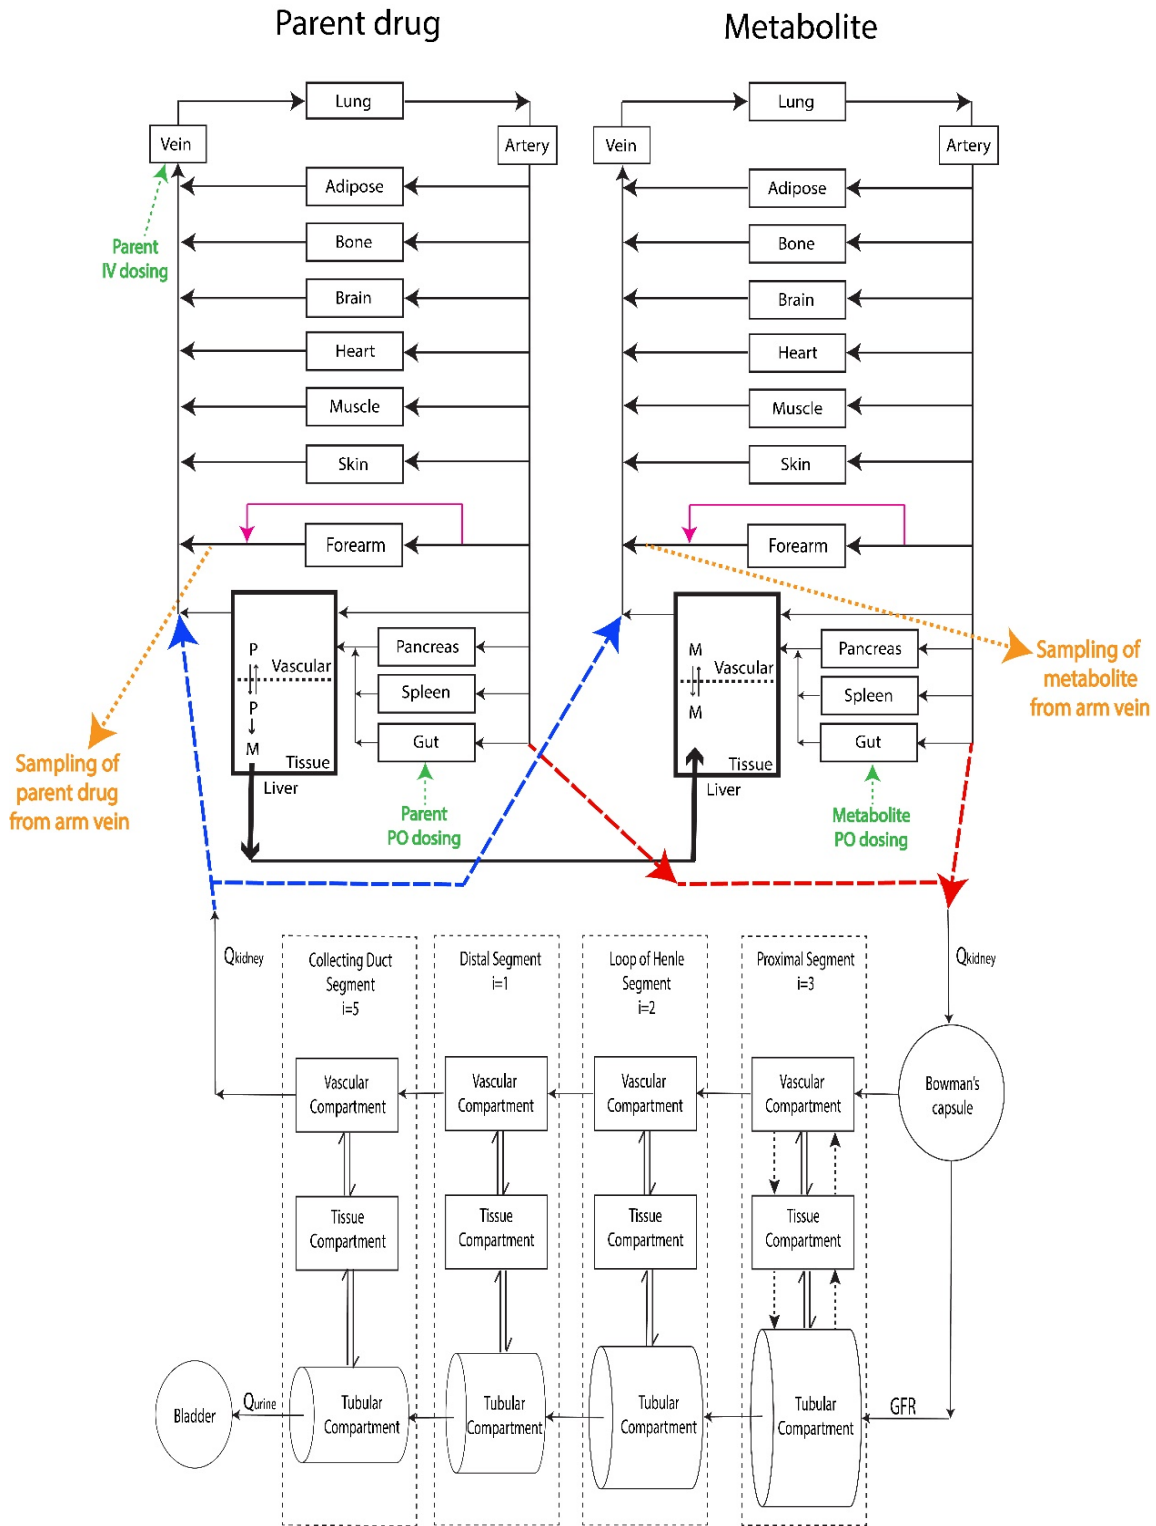 Parent drug
Metabolite
Lung
Lung
Vein
Artery
Vein
Artery
Adipose
Adipose
Parent
IV dosing
Bone
Bone
Brain
Brain
Heart
Heart
Muscle
Muscle
Skin
Skin
Forearm
Forearm
P
Vascular
P
M
Tissue
Liver
Pancreas
Spleen
Gut
M
Vascular
M
Tissue
Liver
Pancreas
Spleen
Gut
Sampling of
parent drug
from arm vein
Parent
PO dosing
Metabolite
PO dosing
Sampling of
metabolite
from arm vein
Qkidney
Collecting Duct
Segment
i=5
Distal Segment
i=1
Loop of Henle
Segment
i=2
Proximal Segment
i=3
Qkidney
Vascular
Compartment
Vascular
Compartment
Vascular
Compartment
Vascular
Compartment
Bowman's
capsule
Tissue
Compartment
Tissue
Compartment
Tissue
Compartment
Tissue
Compartment
Bladder
Qurine
Tubular
Compartment
Tubular
Compartment
Tubular
Compartment
Tubular
Compartment
GFR